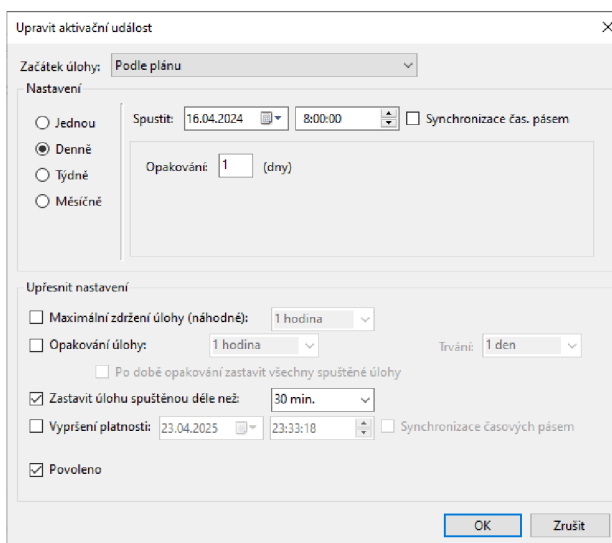 Upravit aktivační událost
Začátek úlohy: Podle plánu
Nastavení
Jednou
Denně
Týdně
Měsíčně
Spustit: 16.04.2024 8:00:00 Synchronizace čas. pásem
Opakování: 1 (dny)
Upřesnit nastavení
Maximální zdržení úlohy (náhodné): 1 hodina
Opakování úlohy: 1 hodina Trvání: 1 den
Po době opakování zastavit všechny spuštěné úlohy
Zastavit úlohu spuštěnou déle než: 30 min.
Vypršení platnosti: 23.04.2025 23:33:18 Synchronizace časových pásem
Povoleno
OK Zrušit